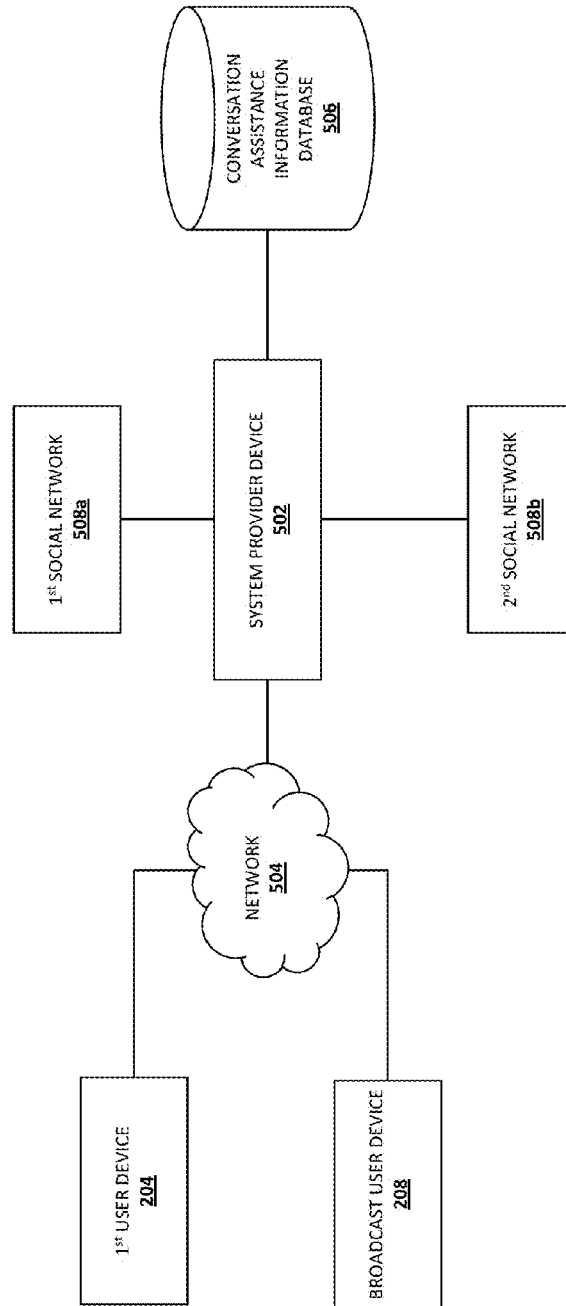 1st USER DEVICE
204
BROADCAST USER DEVICE
208
NETWORK
504
1st SOCIAL NETWORK
508a
SYSTEM PROVIDER DEVICE
502
2nd SOCIAL NETWORK
508b
CONVERSATION
ASSISTANCE
INFORMATION
DATABASE
506